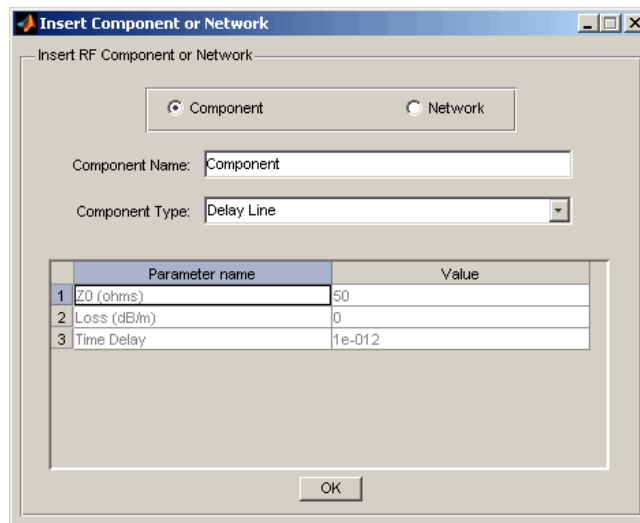 Insert Component or Network
Insert RF Component or Network
Component Network
Component Name: Component
Component Type: Delay Line
Parameter name Value
1 Z0 (ohms) 50
2 Loss (dB/m) 0
3 Time Delay 1e-012
OK